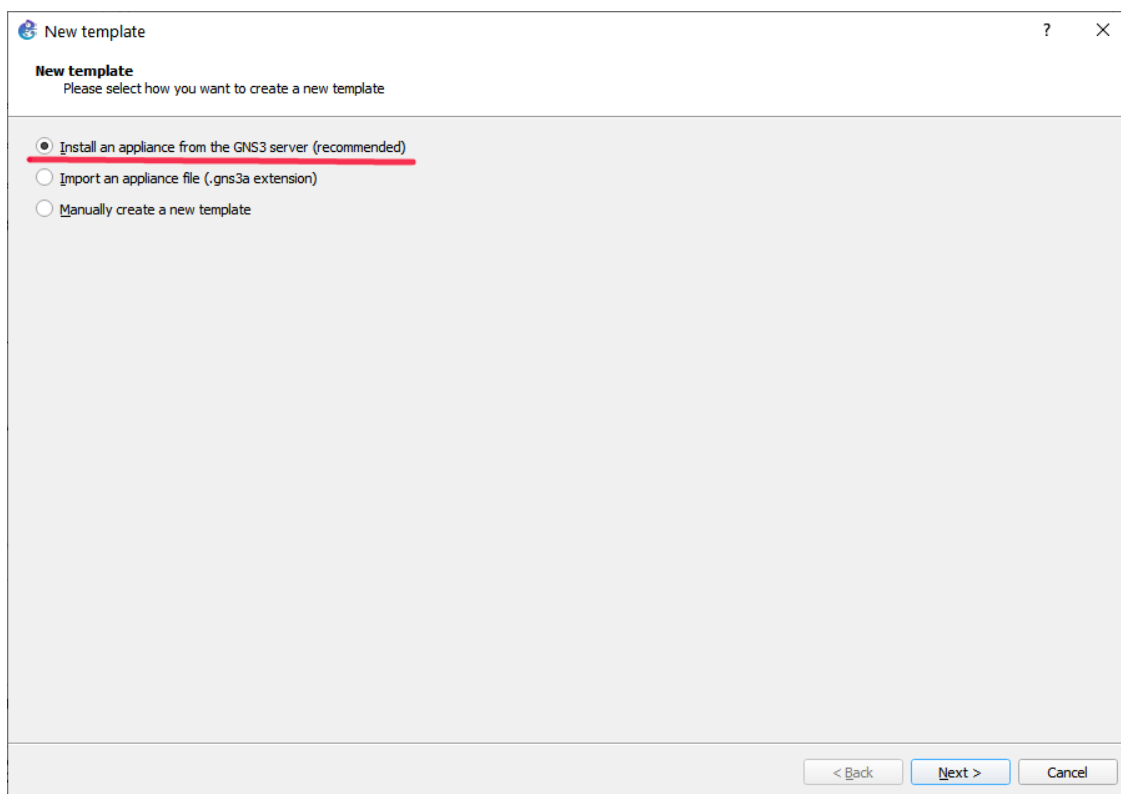 New template
?
New template
Please select how you want to create a new template
Install an appliance from the GNS3 server (recommended)
Import an appliance file (.gns3a extension)
Manually create a new template
< Back
Next >
Cancel